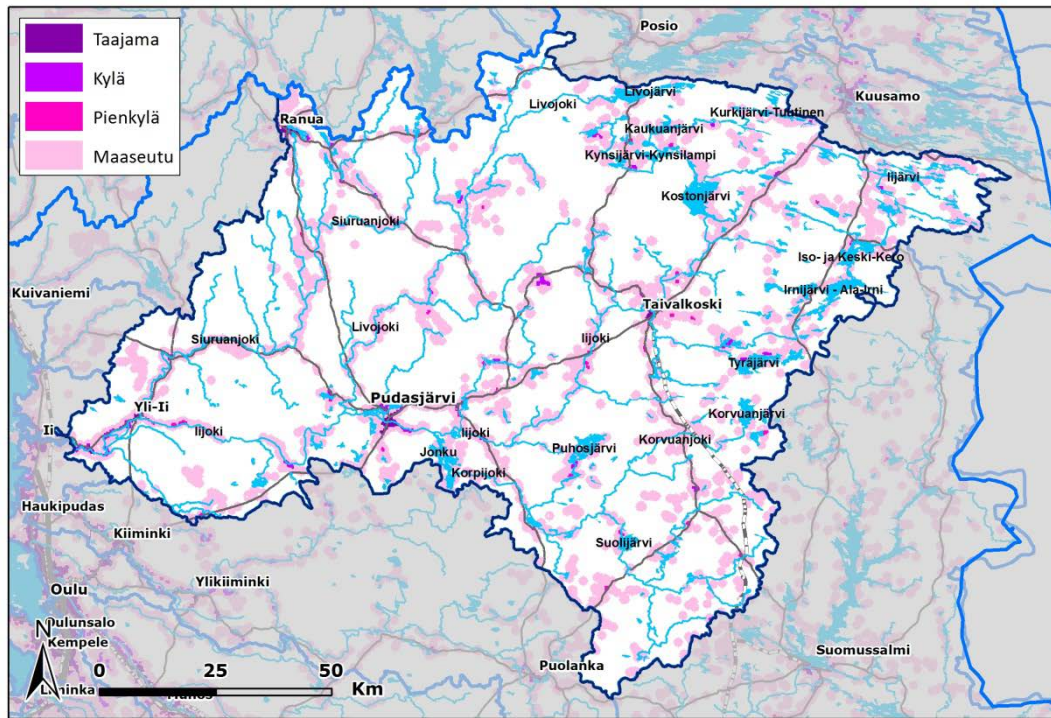 Taajama
Kylä
Pienkylä
Maaseutu
Posio
Kuusamo
Livojoki
Livojärvi
Kurkijärvi-Tuutinen
Kaukuanjärvi
Kynsijärvi-Kynsilampi
Ranua
Iijärvi
Kostonjärvi
Siuruanjoki
Iso- ja Keski-Kero
Kuivaniemi
Irnijärvi - Ala-Irni
Taivalkoski
Livojoki
Siuruanjoki
Iijoki
Tyräjärvi
Pudasjärvi
Yli-Ii
Korvuanjärvi
Ii
Iijoki
Iijoki
Korvuanjoki
Jonku
Puhosjärvi
Korpijoki
Haukipudas
Kiiminki
Suolijärvi
Ylikiiminki
Oulu
Oulunsalo
N
Kempele
Suomussalmi
Puolanka
0 25 50
Km
Liminka
Muhos